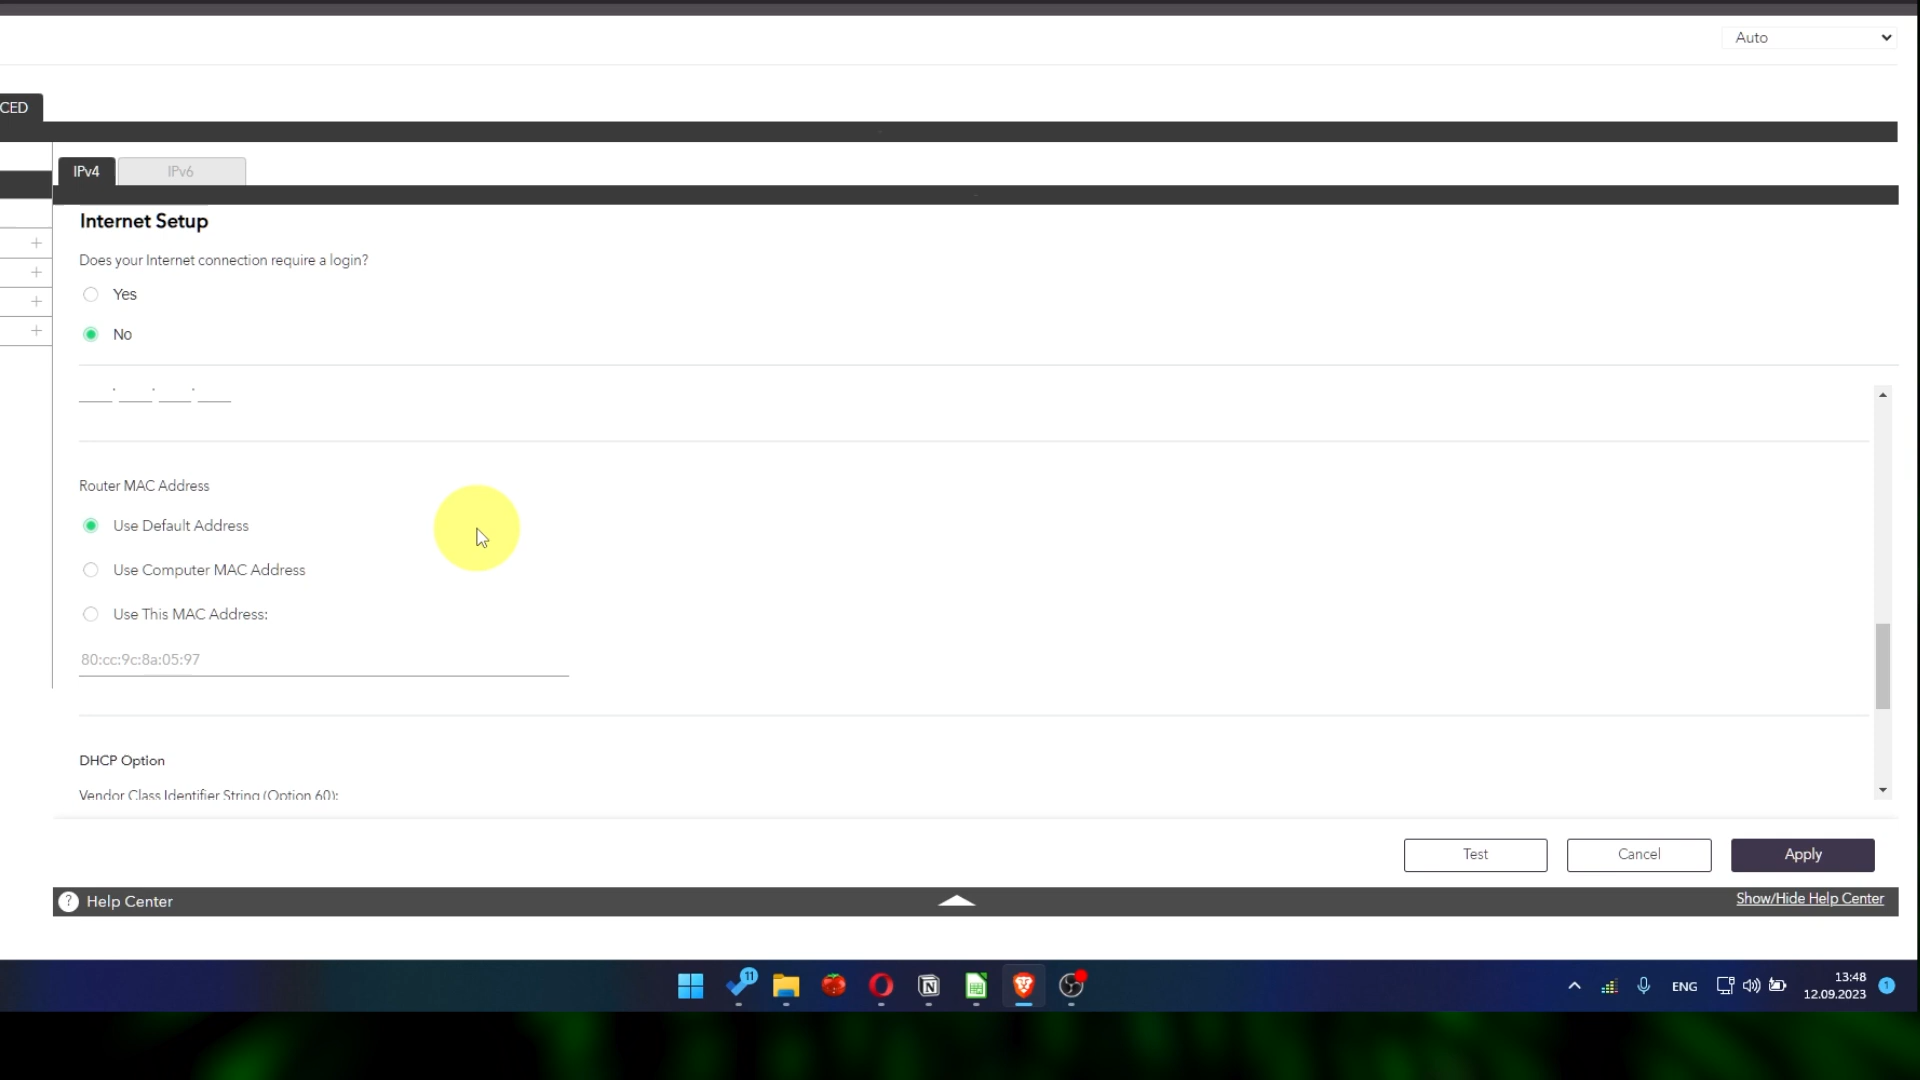 Auto
CED
IPv4
IPv6
Internet Setup
Does your Internet connection require a login?
Yes
No
Router MAC Address
Use Default Address
Use Computer MAC Address
Use This MAC Address:
80:cc:9c:8a:05:97
DHCP Option
Vendor Class Identifier String (Option 60):
Test
Cancel
Apply
? Help Center
Show/Hide Help Center
11
N
ENG
13:48
12.09.2023
1